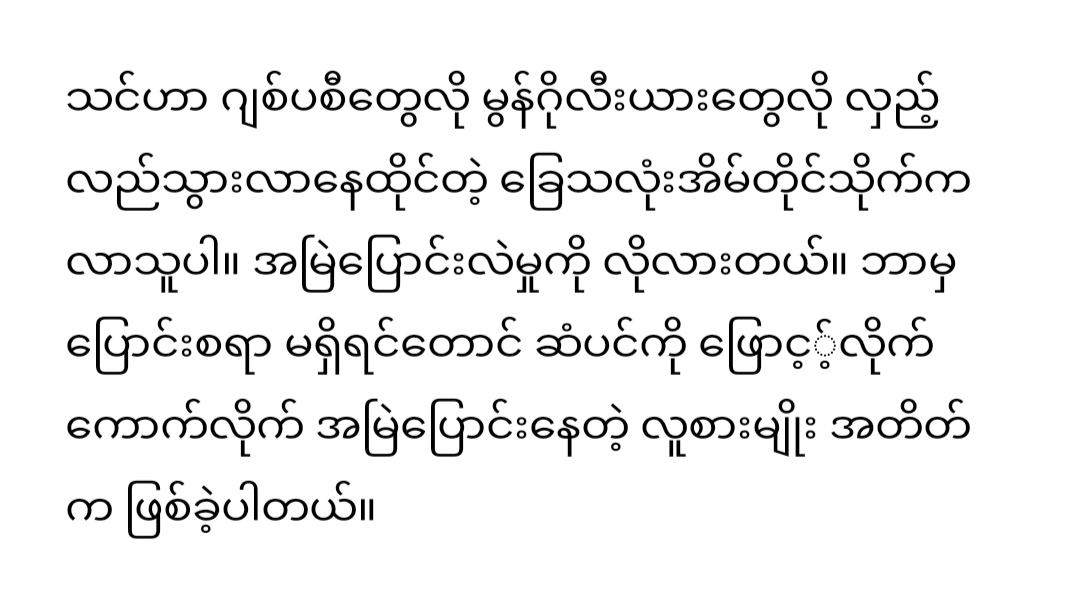 သင်ဟာ ဂျစ်ပစီတွေလို မွန်ဂိုလီးယားတွေလို လှည့်
လည်သွားလာနေထိုင်တဲ့ ခြေသလုံးအိမ်တိုင်သိုက်က
လာသူပါ။ အမြဲပြောင်းလဲမှုကို လိုလားတယ်။ ဘာမှ
ပြောင်းစရာ မရှိရင်တောင် ဆံပင်ကို ဖြောင့့်လိုက်
ကောက်လိုက် အမြဲပြောင်းနေတဲ့ လူစားမျိုး အတိတ်
က ဖြစ်ခဲ့ပါတယ်။